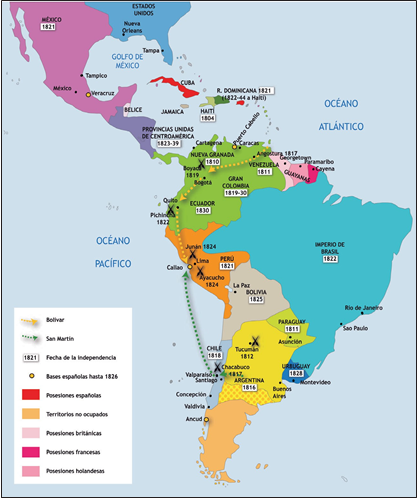 ESTADOS
UNIDOS
MÉXICO
1821
Nueva
Orleans
GOLFO DE
MÉXICO
Tampa
Tampico
México
Veracruz
CUBA
R. DOMINICANA 1821
(1822-44 a Haití)
HAITÍ
1804
JAMAICA
BELICE
PROVINCIAS UNIDAS
DE CENTROAMÉRICA
1823-39
OCÉANO
ATLÁNTICO
Cartagena
Puerto Cabello
Caracas
NUEVA GRANADA
1810
Angostura 1817
VENEZUELA
1811
Georgetown
Paramaribo
Cayena
GUAYANAS
Boyacá
1819
Bogotá
GRAN
COLOMBIA
1819-30
Quito
ECUADOR
1830
Pichincha
1822
IMPERIO DE
BRASIL
1822
OCÉANO
PACÍFICO
Junín 1824
Lima
Callao
PERÚ
1821
Ayacucho
1824
La Paz
BOLIVIA
1825
Rio de Janeiro
Sao Paulo
PARAGUAY
1811
Asunción
CHILE
1818
Tucumán
1812
Chacabuco
1817
Valparaíso
Santiago
ARGENTINA
1816
URUGUAY
1828
Montevideo
Buenos
Aires
Concepción
Valdivia
Ancud
Bolívar
San Martín
1821 Fecha de la independencia
Bases españolas hasta 1826
Posesiones españolas
Territorios no ocupados
Posesiones británicas
Posesiones francesas
Posesiones holandesas